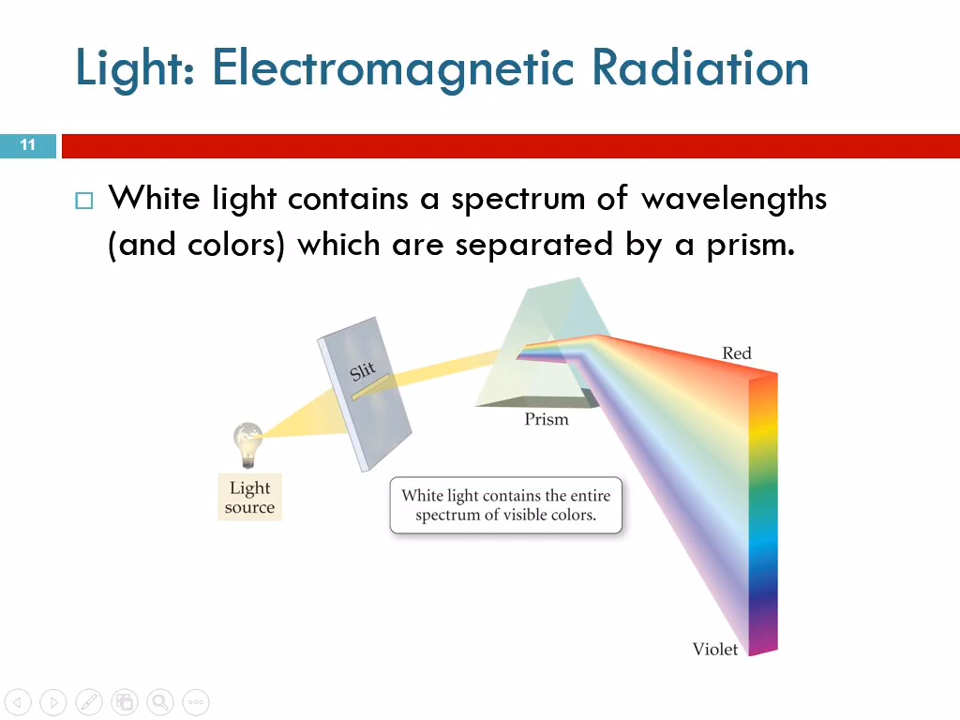 Light: Electromagnetic Radiation
11
White light contains a spectrum of wavelengths
(and colors) which are separated by a prism.
Slit
Red
Prism
Light
source
White light contains the entire
spectrum of visible colors.
Violet